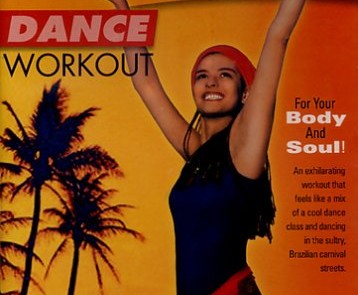 DANCE
WORKOUT
For Your
Body
And
Soul!
An exhilarating
workout that
feels like a mix
of a cool dance
class and dancing
in the sultry,
Brazilian carnival
streets.